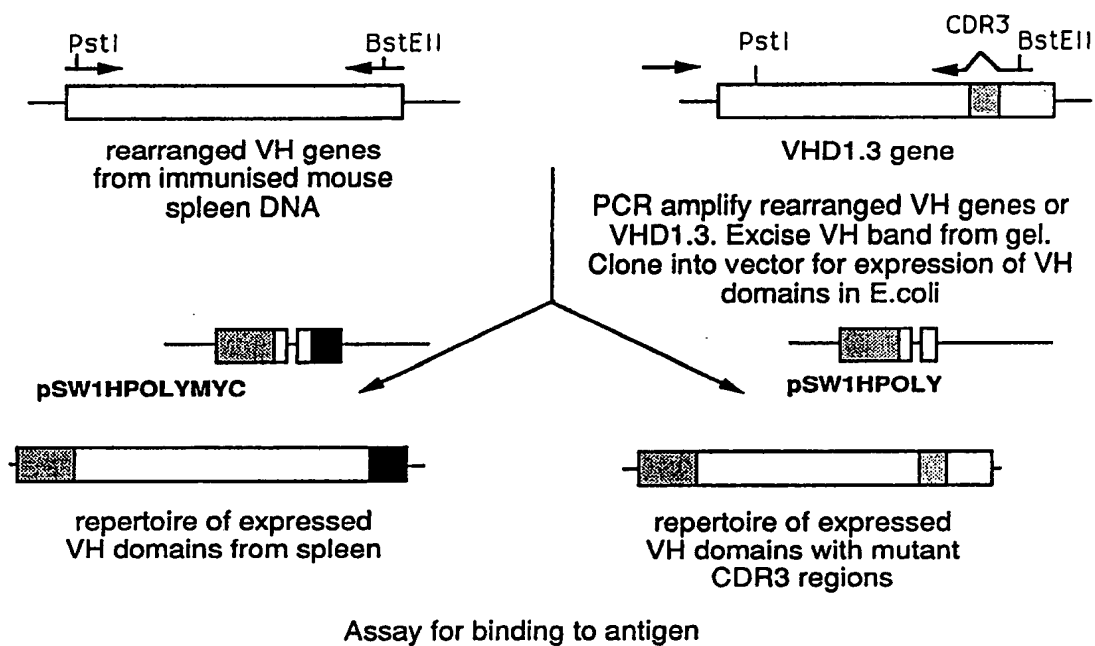 PstI
BstEII
rearranged VH genes
from immunised mouse
spleen DNA
PstI
CDR3
BstEII
VHD1.3 gene
PCR amplify rearranged VH genes or
VHD1.3. Excise VH band from gel.
Clone into vector for expression of VH
domains in E.coli
pSW1HPOLYMYC
pSW1HPOLY
repertoire of expressed
VH domains from spleen
repertoire of expressed
VH domains with mutant
CDR3 regions
Assay for binding to antigen